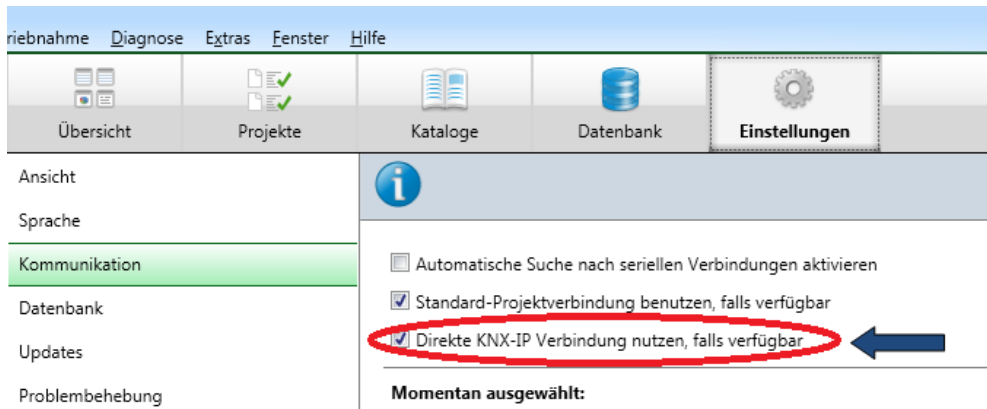 riebnahme Diagnose Extras Fenster Hilfe
Übersicht Projekte Kataloge Datenbank Einstellungen
Ansicht
Sprache
Kommunikation
Datenbank
Updates
Problembehebung
Automatische Suche nach seriellen Verbindungen aktivieren
Standard-Projektverbindung benutzen, falls verfügbar
Direkte KNX-IP Verbindung nutzen, falls verfügbar
Momentan ausgewählt: